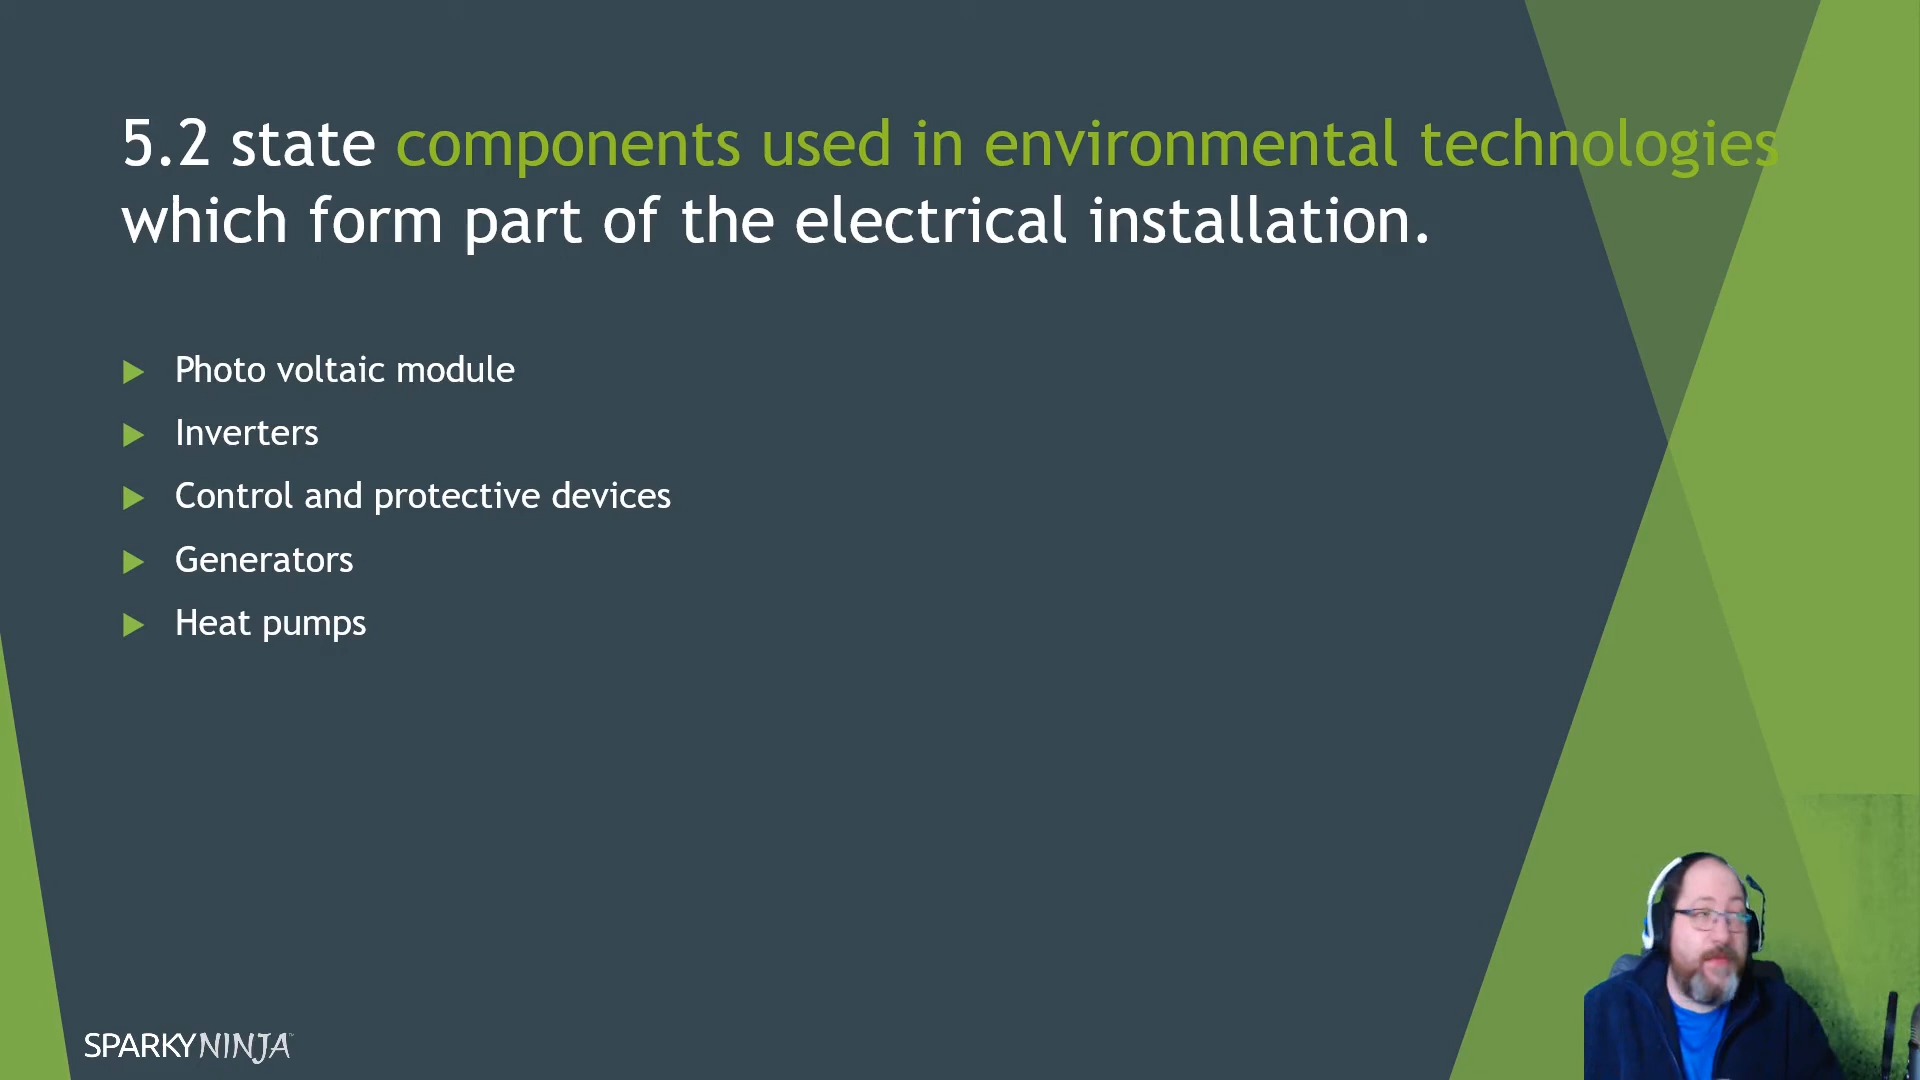 5.2 state components used in environmental technologies
which form part of the electrical installation.
Photo voltaic module
Inverters
Control and protective devices
Generators
Heat pumps
SPARKYNINJA™